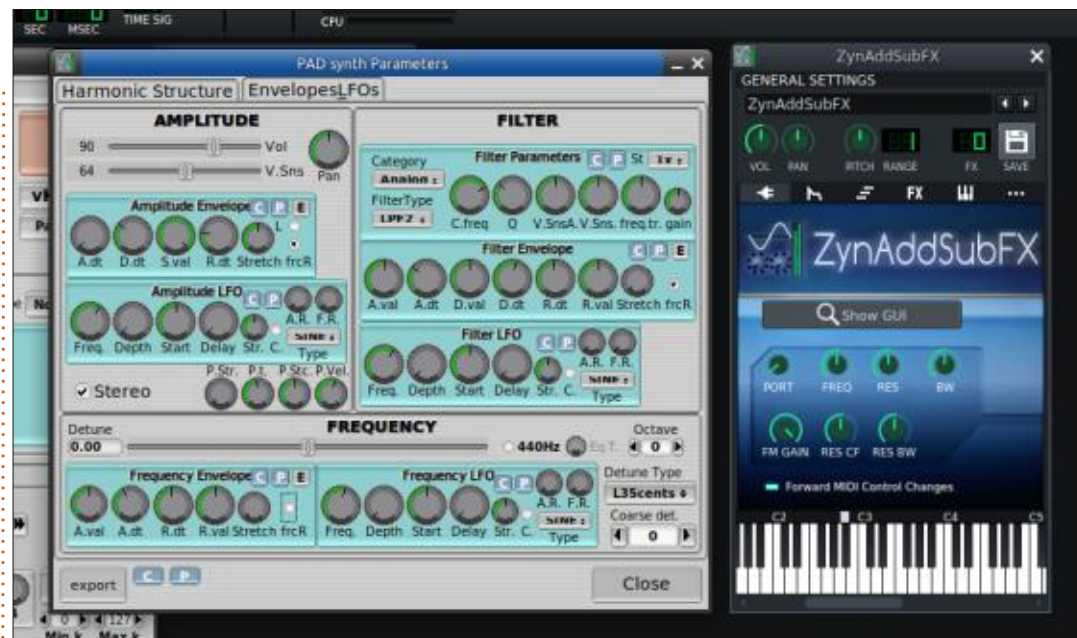 SEC MSEC TIME SIG CPU
PAD synth Parameters
Harmonic Structure EnvelopesLFOs
AMPLITUDE
90 Vol
64 V.Sns Pan
Amplitude Envelope C P E
L
A.dt D.dt S.val R.dt Stretch frcR
Amplitude LFO C P
A.R. F.R.
Freq. Depth Start Delay Str. C. SINE
Type
P.Str. P.t. P.Stc. P.Vel.
Stereo
FILTER
Category Filter Parameters C P St 1x
Analog
FilterType
LPF2
C.freq Q V.SnsA. V.Sns. freq.tr. gain
Filter Envelope C P E
A.val A.dt D.val D.dt R.dt R.val Stretch frcR
Filter LFO C P
A.R. F.R.
Freq. Depth Start Delay Str. C. SINE
Type
FREQUENCY
Detune Octave
0.00 440Hz Eq.T. 0
Frequency Envelope C P E
A.val A.dt R.dt R.val Stretch frcR
Frequency LFO C P
A.R. F.R.
Freq. Depth Start Delay Str. C. SINE
Type
Detune Type
L35cents
Coarse det.
0
export C P Close
0 127
Min.k Max.k
ZynAddSubFX
GENERAL SETTINGS
ZynAddSubFX
VOL PAN PITCH RANGE FX SAVE
FX
ZynAddSubFX
Show GUI
PORT FREQ RES BW
FM GAIN RES CF RES BW
Forward MIDI Control Changes
C2 C3 C4 C5